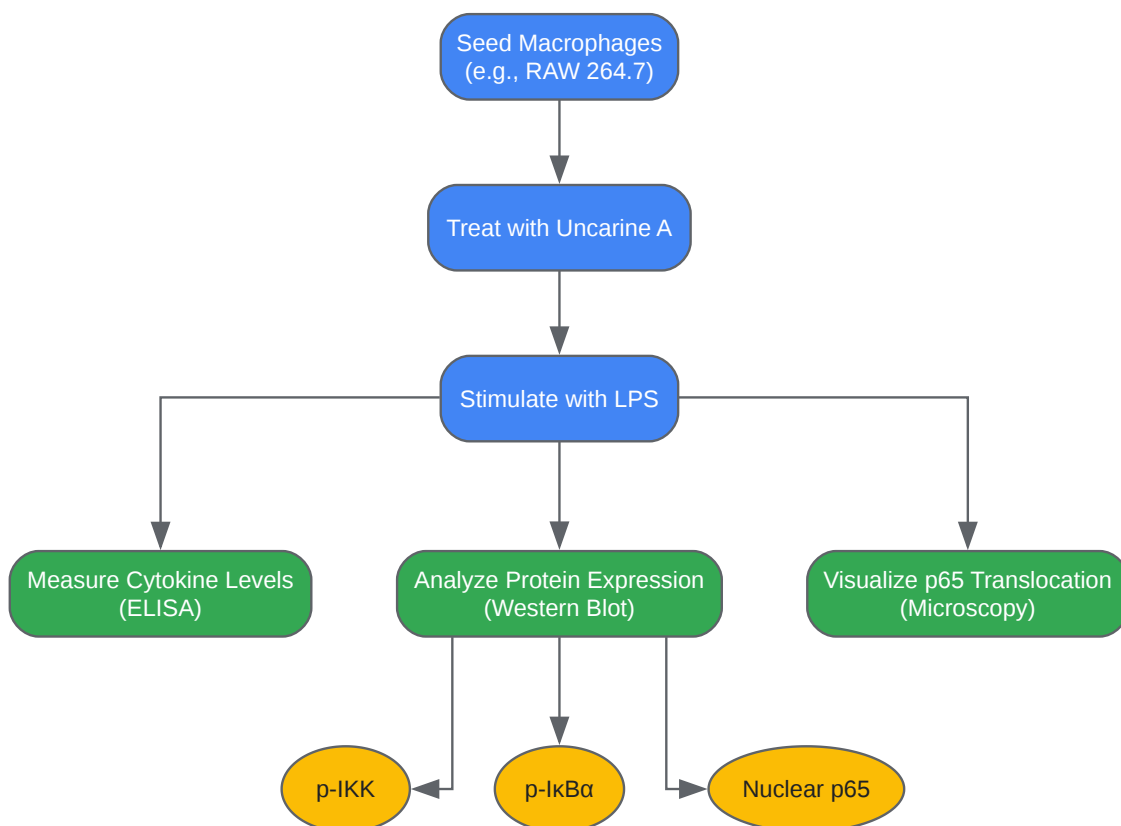 Seed Macrophages
(e.g., RAW 264.7)
Treat with Uncarine A
Stimulate with LPS
Measure Cytokine Levels
(ELISA)
Analyze Protein Expression
(Western Blot)
Visualize p65 Translocation
(Microscopy)
p-IKK
p-IκBα
Nuclear p65